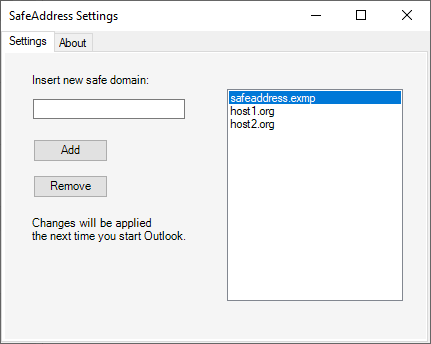 SafeAddress Settings
Settings
About
Insert new safe domain:
Add
Remove
Changes will be applied
the next time you start Outlook.
safeaddress.exmp
host1.org
host2.org